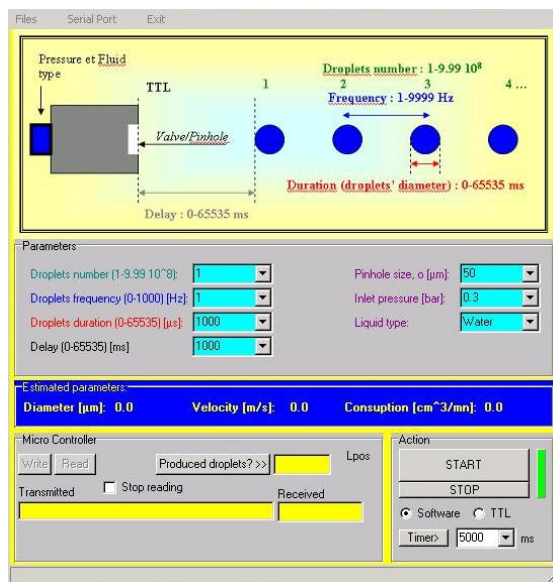 Files Serial Port Exit
Pressure et Fluid
type
TTL
Droplets number : 1-9.99 10⁸
1 2 3 4 ...
Frequency : 1-9999 Hz
Valve/Pinhole
Duration (droplets' diameter) : 0-65535 ms
Delay : 0-65535 ms
Parameters
Droplets number (1-9.99 10^8): 1
Pinhole size, o [µm]: 50
Droplets frequency (0-1000) [Hz]: 1
Inlet pressure [bar]: 0.3
Droplets duration (0-65535) [µs]: 1000
Liquid type: Water
Delay (0-65535) [ms] 1000
Estimated parameters:
Diameter [µm]: 0.0 Velocity [m/s]: 0.0 Consuption [cm^3/mn]: 0.0
Micro Controller
Write Read Produced droplets? >> Lpos
Transmitted Stop reading Received
Action
START
STOP
Software TTL
Timer> 5000 ms